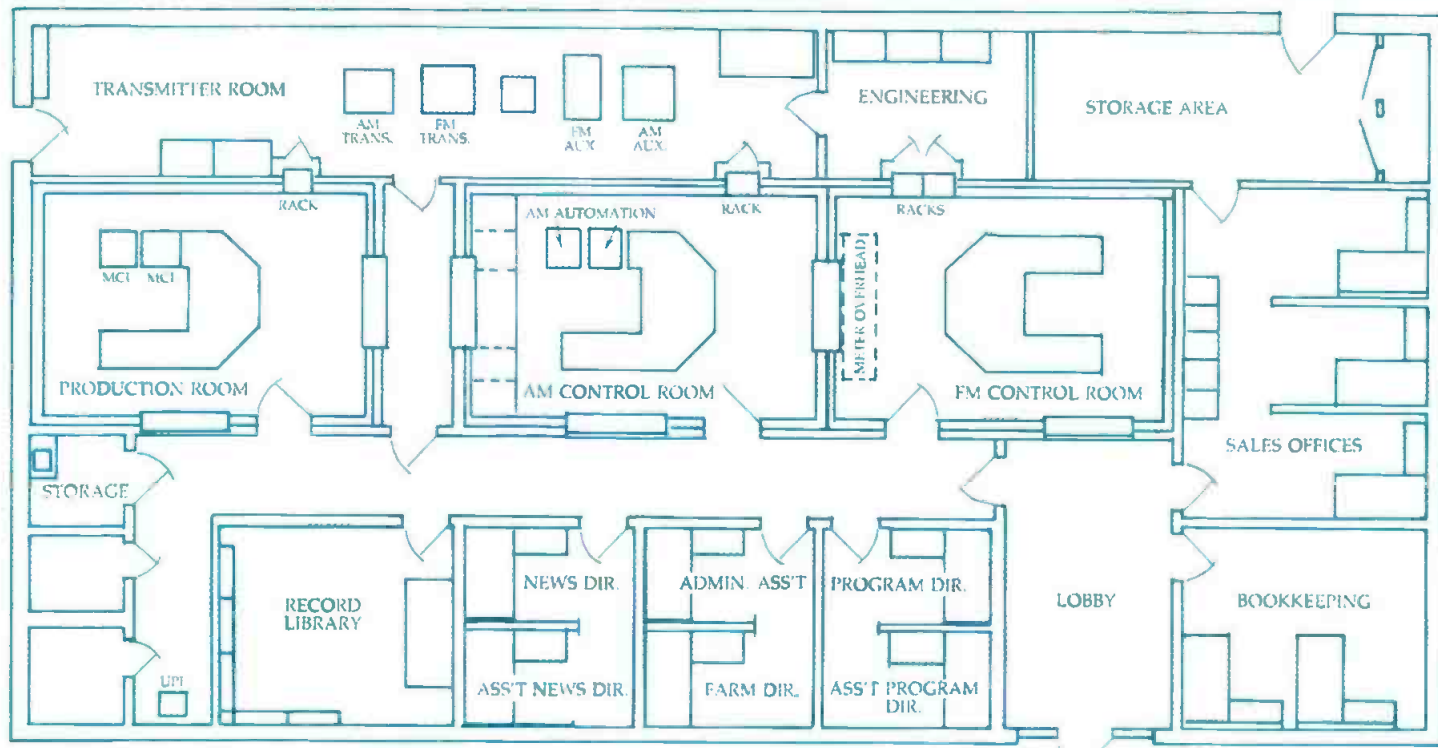 TRANSMITTER ROOM
AM
TRANS.
FM
TRANS.
FM
AUX.
AM
AUX.
ENGINEERING
STORAGE AREA
RACK
AM AUTOMATION
RACK
RACKS
MCI
MCI
METER OVERHEAD
PRODUCTION ROOM
AM CONTROL ROOM
FM CONTROL ROOM
SALES OFFICES
STORAGE
NEWS DIR.
ADMIN. ASS'T
PROGRAM DIR.
RECORD
LIBRARY
LOBBY
BOOKKEEPING
UPI
ASS'T NEWS DIR.
FARM DIR.
ASS'T PROGRAM
DIR.